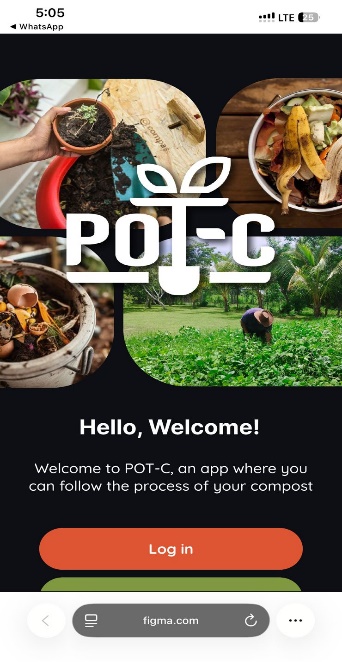 5:05
LTE 25
WhatsApp
POT-C
Hello, Welcome!
Welcome to POT-C, an app where you
can follow the process of your compost
Log in
figma.com